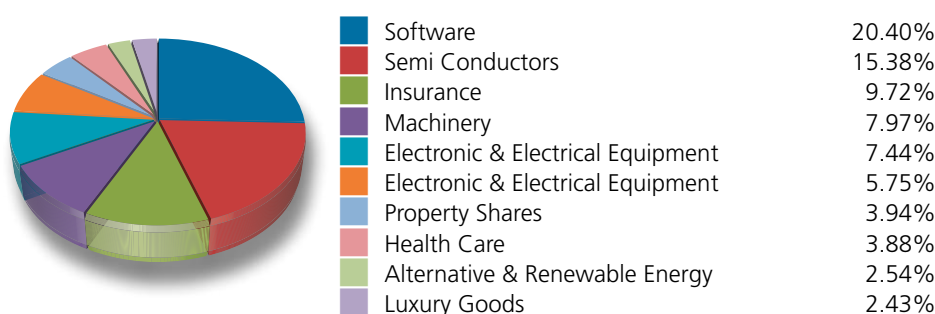 Software 20.40%
Semi Conductors 15.38%
Insurance 9.72%
Machinery 7.97%
Electronic & Electrical Equipment 7.44%
Electronic & Electrical Equipment 5.75%
Property Shares 3.94%
Health Care 3.88%
Alternative & Renewable Energy 2.54%
Luxury Goods 2.43%